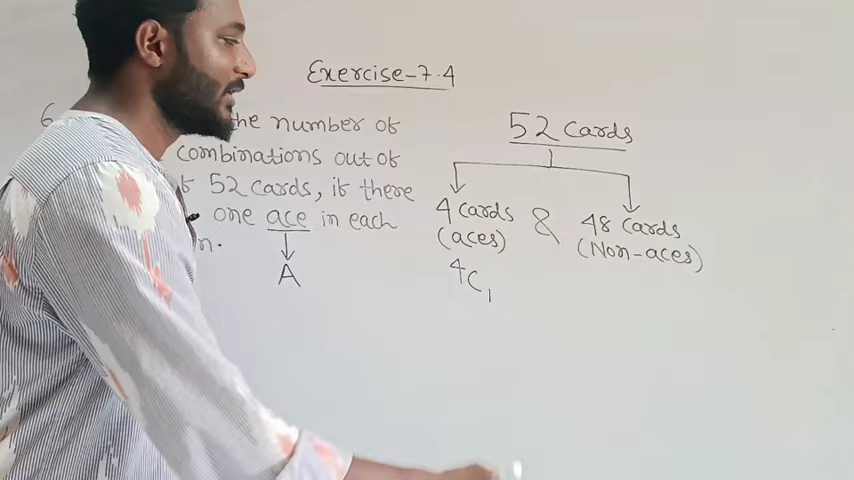 Exercise-7.4
6
the number of
combinations out of
of 52 cards, if there
one ace in each
n.
A
52 cards
4 cards & 48 cards
(aces) (Non-aces)
4C1